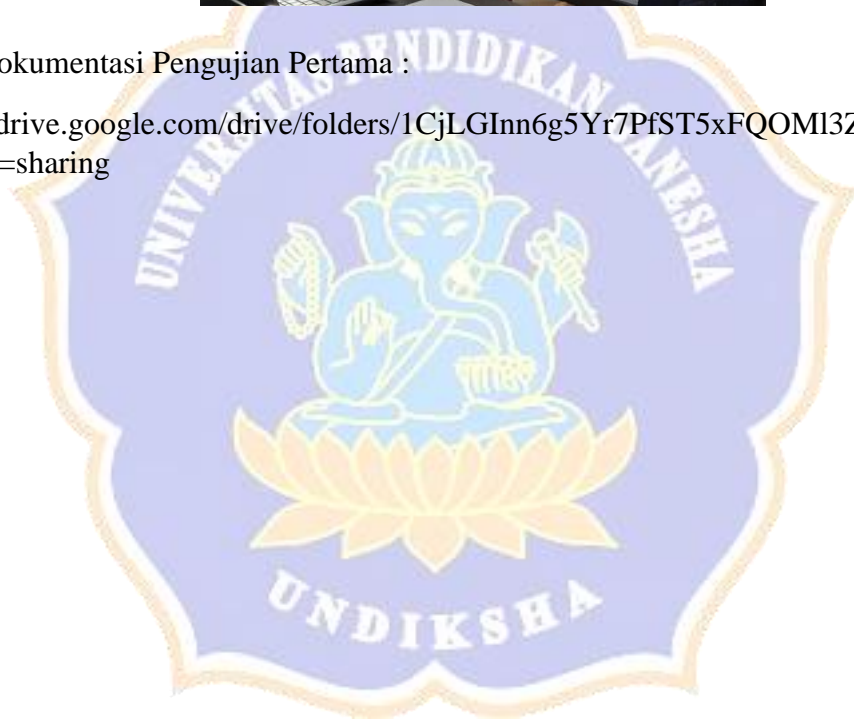 okumentasi Pengujian Pertama :
drive.google.com/drive/folders/1CjLGInn6g5Yr7PfST5xFQOMl3Z
=sharing
UNIVERSITAS PENDIDIKAN GANESHA
UNDIKSHA